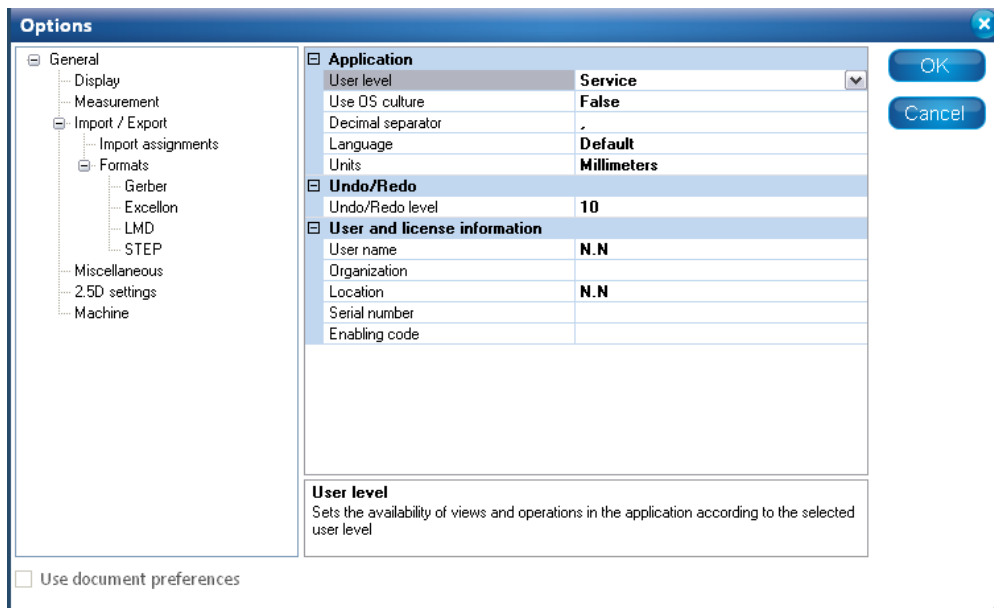 Options
General
Display
Measurement
Import / Export
Import assignments
Formats
Gerber
Excellon
LMD
STEP
Miscellaneous
2.5D settings
Machine
Application
User level Service
Use OS culture False
Decimal separator ,
Language Default
Units Millimeters
Undo/Redo
Undo/Redo level 10
User and license information
User name N.N
Organization
Location N.N
Serial number
Enabling code
User level
Sets the availability of views and operations in the application according to the selected
user level
OK
Cancel
Use document preferences